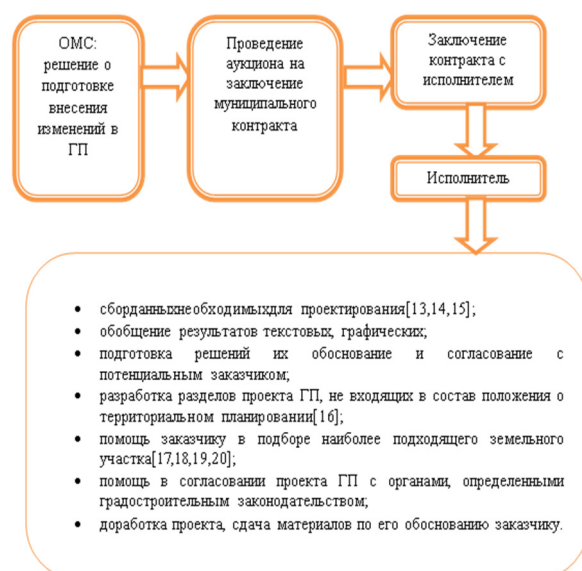 ОМС:
решение о
подготовке
внесения
изменений в
ГП
Проведение
аукциона на
заключение
муниципального
контракта
Заключение
контракта с
исполнителем
Исполнитель
• сборданныхнеобходимыхдля проектирования[13,14,15];
• обобщение результатов текстовых, графических;
• подготовка решений их обоснование и согласование с
потенциальным заказчиком;
• разработка разделов проекта ГП, не входящих в состав положения о
территориальном планировании[16];
• помощь заказчику в подборе наиболее подходящего земельного
участка[17,18,19,20];
• помощь в согласовании проекта ГП с органами, определенными
градостроительным законодательством;
• доработка проекта, сдача материалов по его обоснованию заказчику.